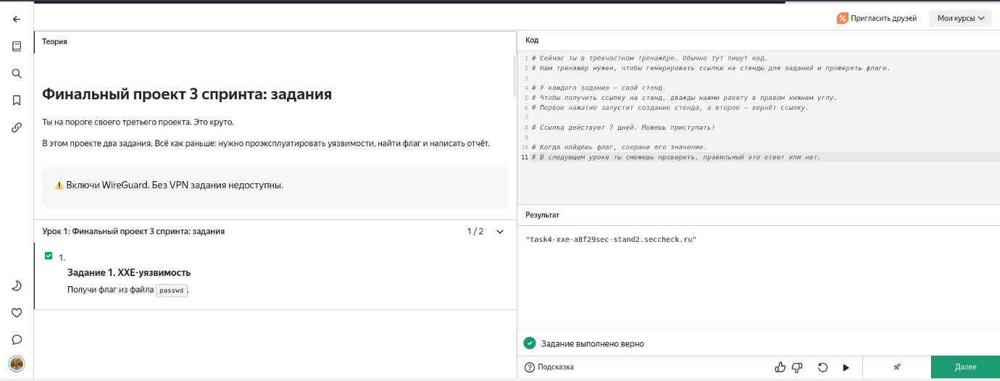 Пригласить друзей
Мои курсы
Теория
Финальный проект 3 спринта: задания
Ты на пороге своего третьего проекта. Это круто.
В этом проекте два задания. Всё как раньше: нужно проэксплуатировать уязвимости, найти флаг и написать отчёт.
Включи WireGuard. Без VPN задания недоступны.
Урок 1: Финальный проект 3 спринта: задания
1 / 2
1.
Задание 1. XXE-уязвимость
Получи флаг из файла passwd.
Код
1 # Сейчас ты в трёхчастном тренажёре. Обычно тут пишут код.
2 # Нам тренажёр нужен, чтобы генерировать ссылки на стенды для заданий и проверять флаги.
3
4 # У каждого задания — свой стенд.
5 # Чтобы получить ссылку на стенд, дважды нажми ракету в правом нижнем углу.
6 # Первое нажатие запустит создание стенда, а второе — вернёт ссылку.
7
8 # Ссылка действует 7 дней. Можешь приступать!
9
10 # Когда найдёшь флаг, сохрани его значение.
11 # В следующем уроке ты сможешь проверить, правильный это ответ или нет.
Результат
"task4-xxe-a8f29sec-stand2.seccheck.ru"
Задание выполнено верно
Подсказка
Далее